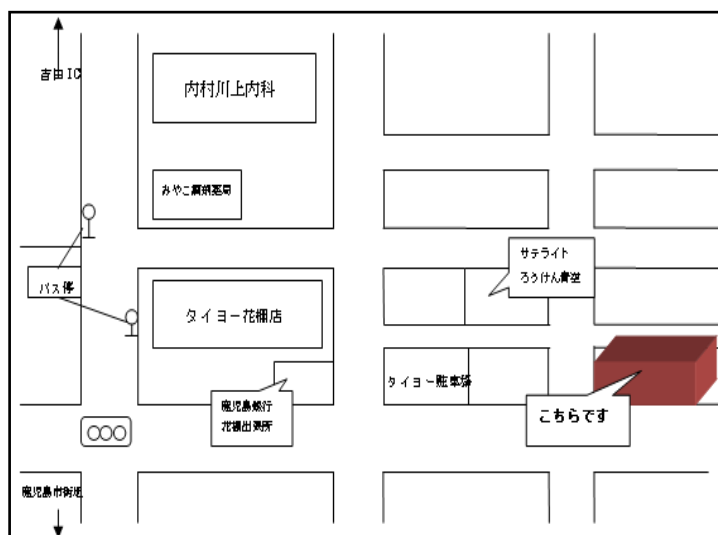 吉田IC
内村川上内科
みやこ調剤薬局
サテライト
ろうけん青空
バス停
タイヨー花棚店
タイヨー駐車場
鹿児島銀行
花棚出張所
こちらです
鹿児島市街地